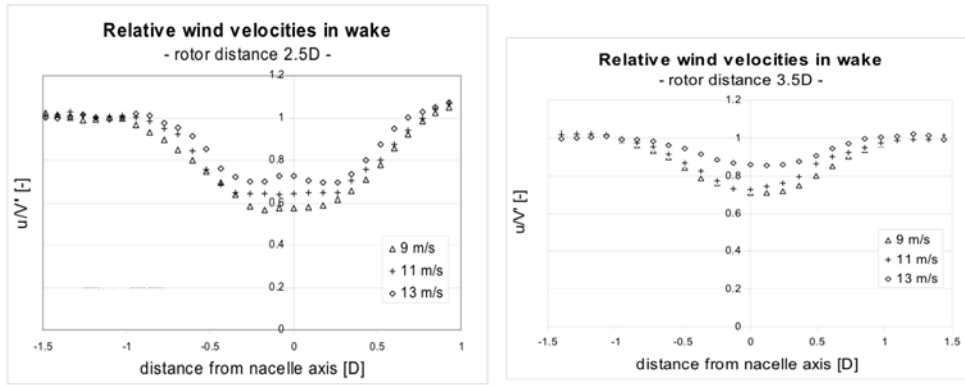 Relative wind velocities in wake
- rotor distance 2.5D -
1.2
1
0.8
0.6
0.4
0.2
0
u/V' [-]
-1.5 -1 -0.5 0 0.5 1
distance from nacelle axis [D]
△ 9 m/s
+ 11 m/s
◇ 13 m/s
Relative wind velocities in wake
- rotor distance 3.5D -
1.2
1
0.8
0.6
0.4
0.2
0
u/V' [-]
-1.5 -1 -0.5 0 0.5 1 1.5
distance from nacelle axis [D]
△ 9 m/s
+ 11 m/s
◇ 13 m/s